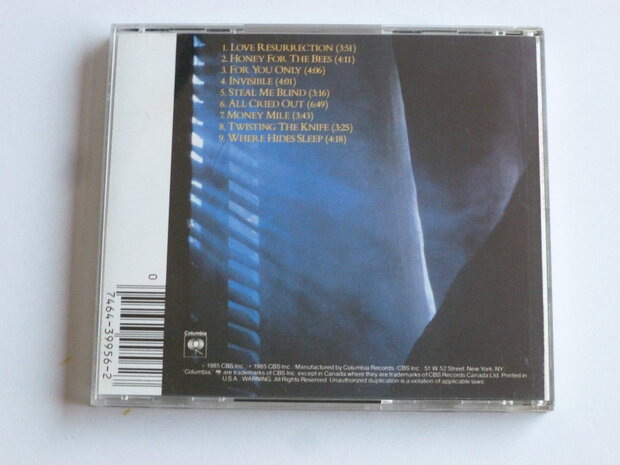 1. LOVE RESURRECTION (3:51)
2. HONEY FOR THE BEES (4:11)
3. FOR YOU ONLY (4:06)
4. INVISIBLE (4:01)
5. STEAL ME BLIND (3:16)
6. ALL CRIED OUT (6:49)
7. MONEY MILE (3:43)
8. TWISTING THE KNIFE (3:25)
9. WHERE HIDES SLEEP (4:18)
0
7464-39956-2
Columbia
1985 CBS Inc. 1985 CBS Inc. Manufactured by Columbia Records. CBS Inc. 51 W. 52 Street. New York, NY
"Columbia," are trademarks of CBS Inc. except in Canada where they are trademarks of CBS Records Canada Ltd. Printed in
U.S.A. WARNING. All Rights Reserved. Unauthorized duplication is a violation of applicable laws.